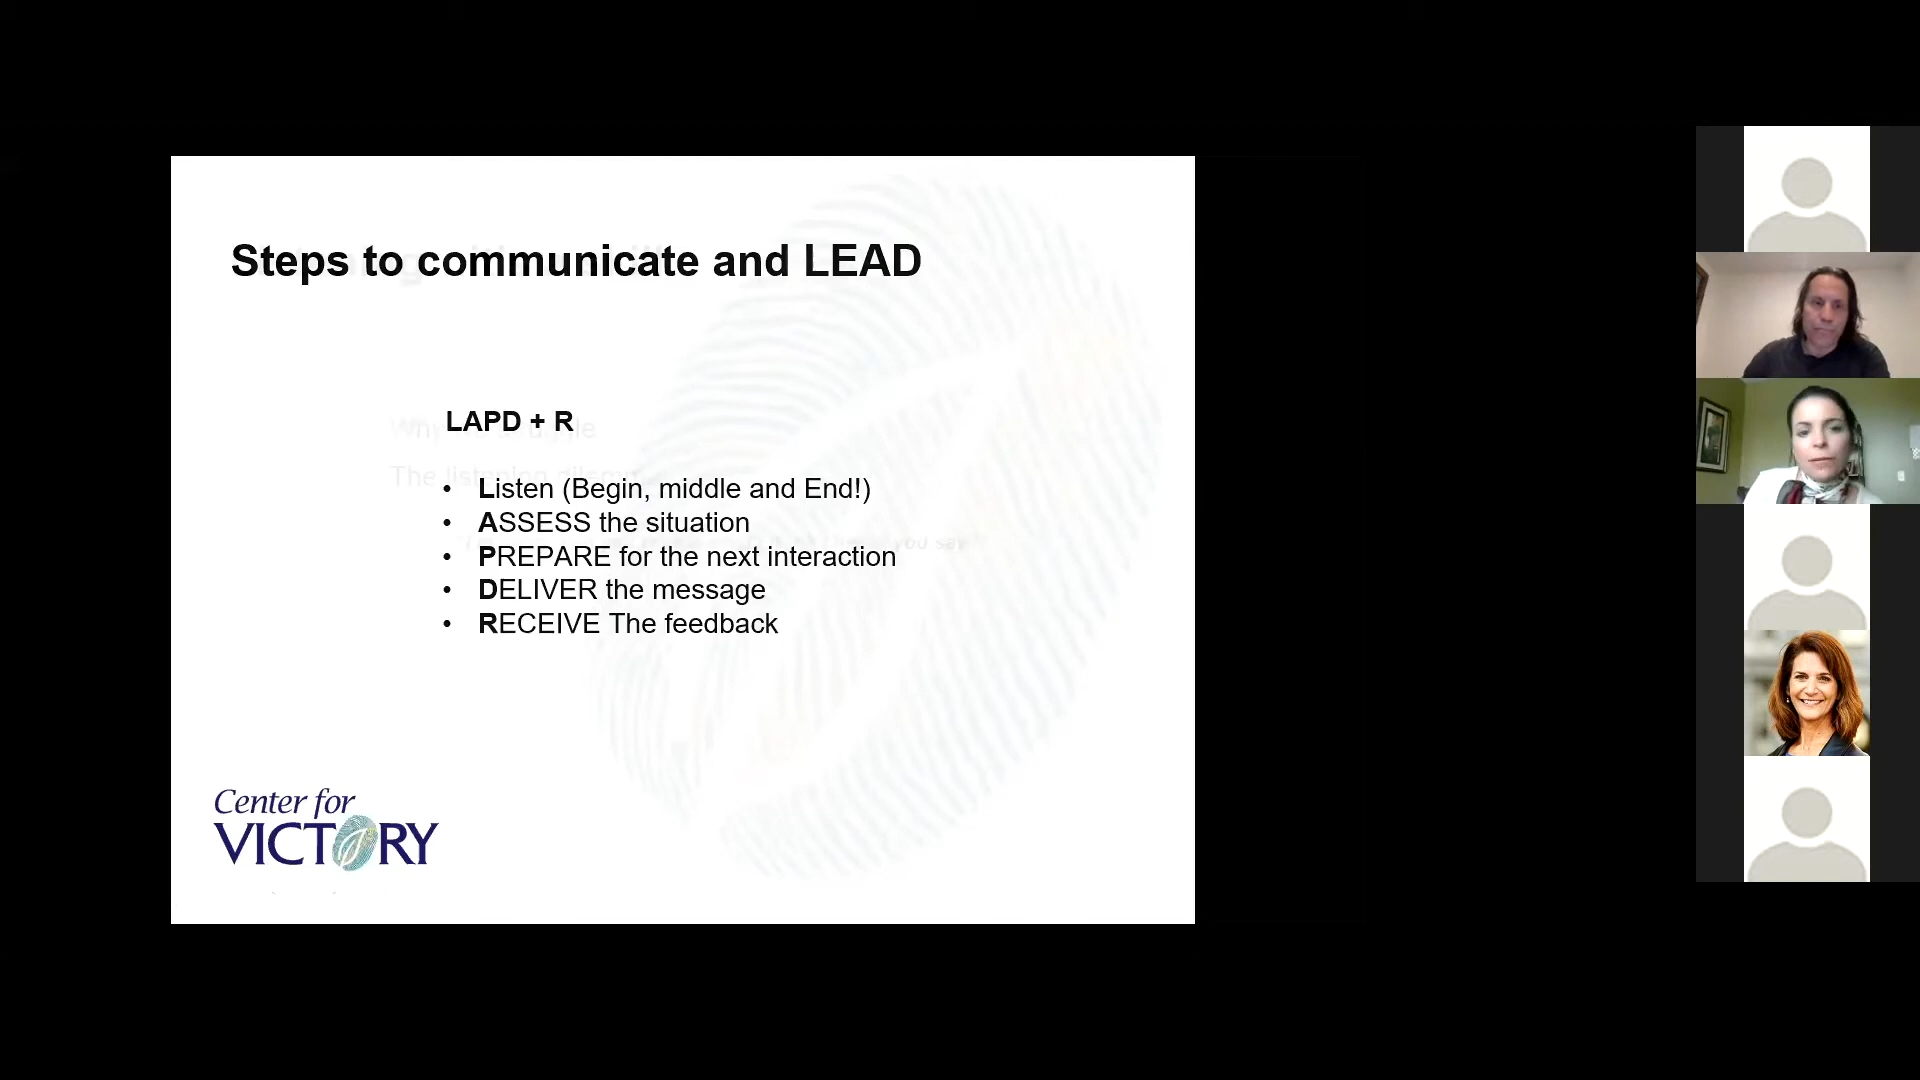 Steps to communicate and LEAD
LAPD + R
• Listen (Begin, middle and End!)
• ASSESS the situation
• PREPARE for the next interaction
• DELIVER the message
• RECEIVE The feedback
Center for
VICTORY